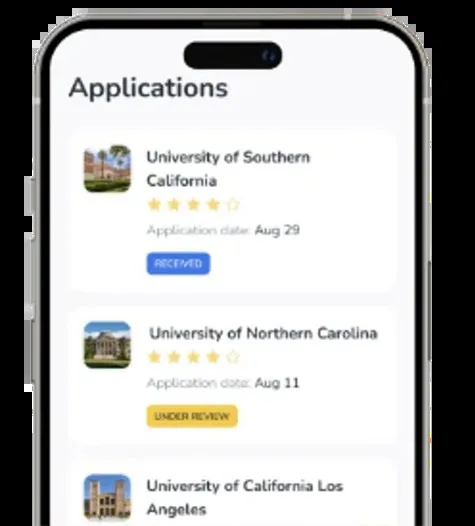 Applications
University of Southern
California
Application date: Aug 29
RECEIVED
University of Northern Carolina
Application date: Aug 11
UNDER REVIEW
University of California Los
Angeles